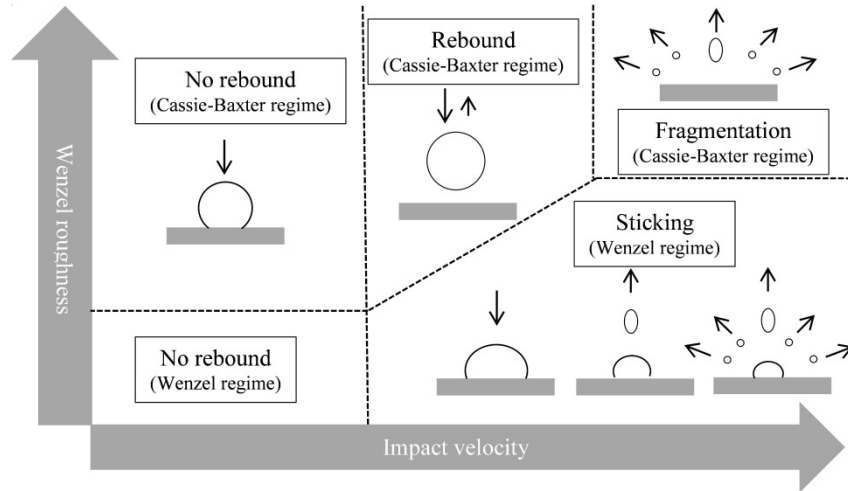 Wenzel roughness
No rebound
(Cassie-Baxter regime)
Rebound
(Cassie-Baxter regime)
Fragmentation
(Cassie-Baxter regime)
Sticking
(Wenzel regime)
No rebound
(Wenzel regime)
Impact velocity